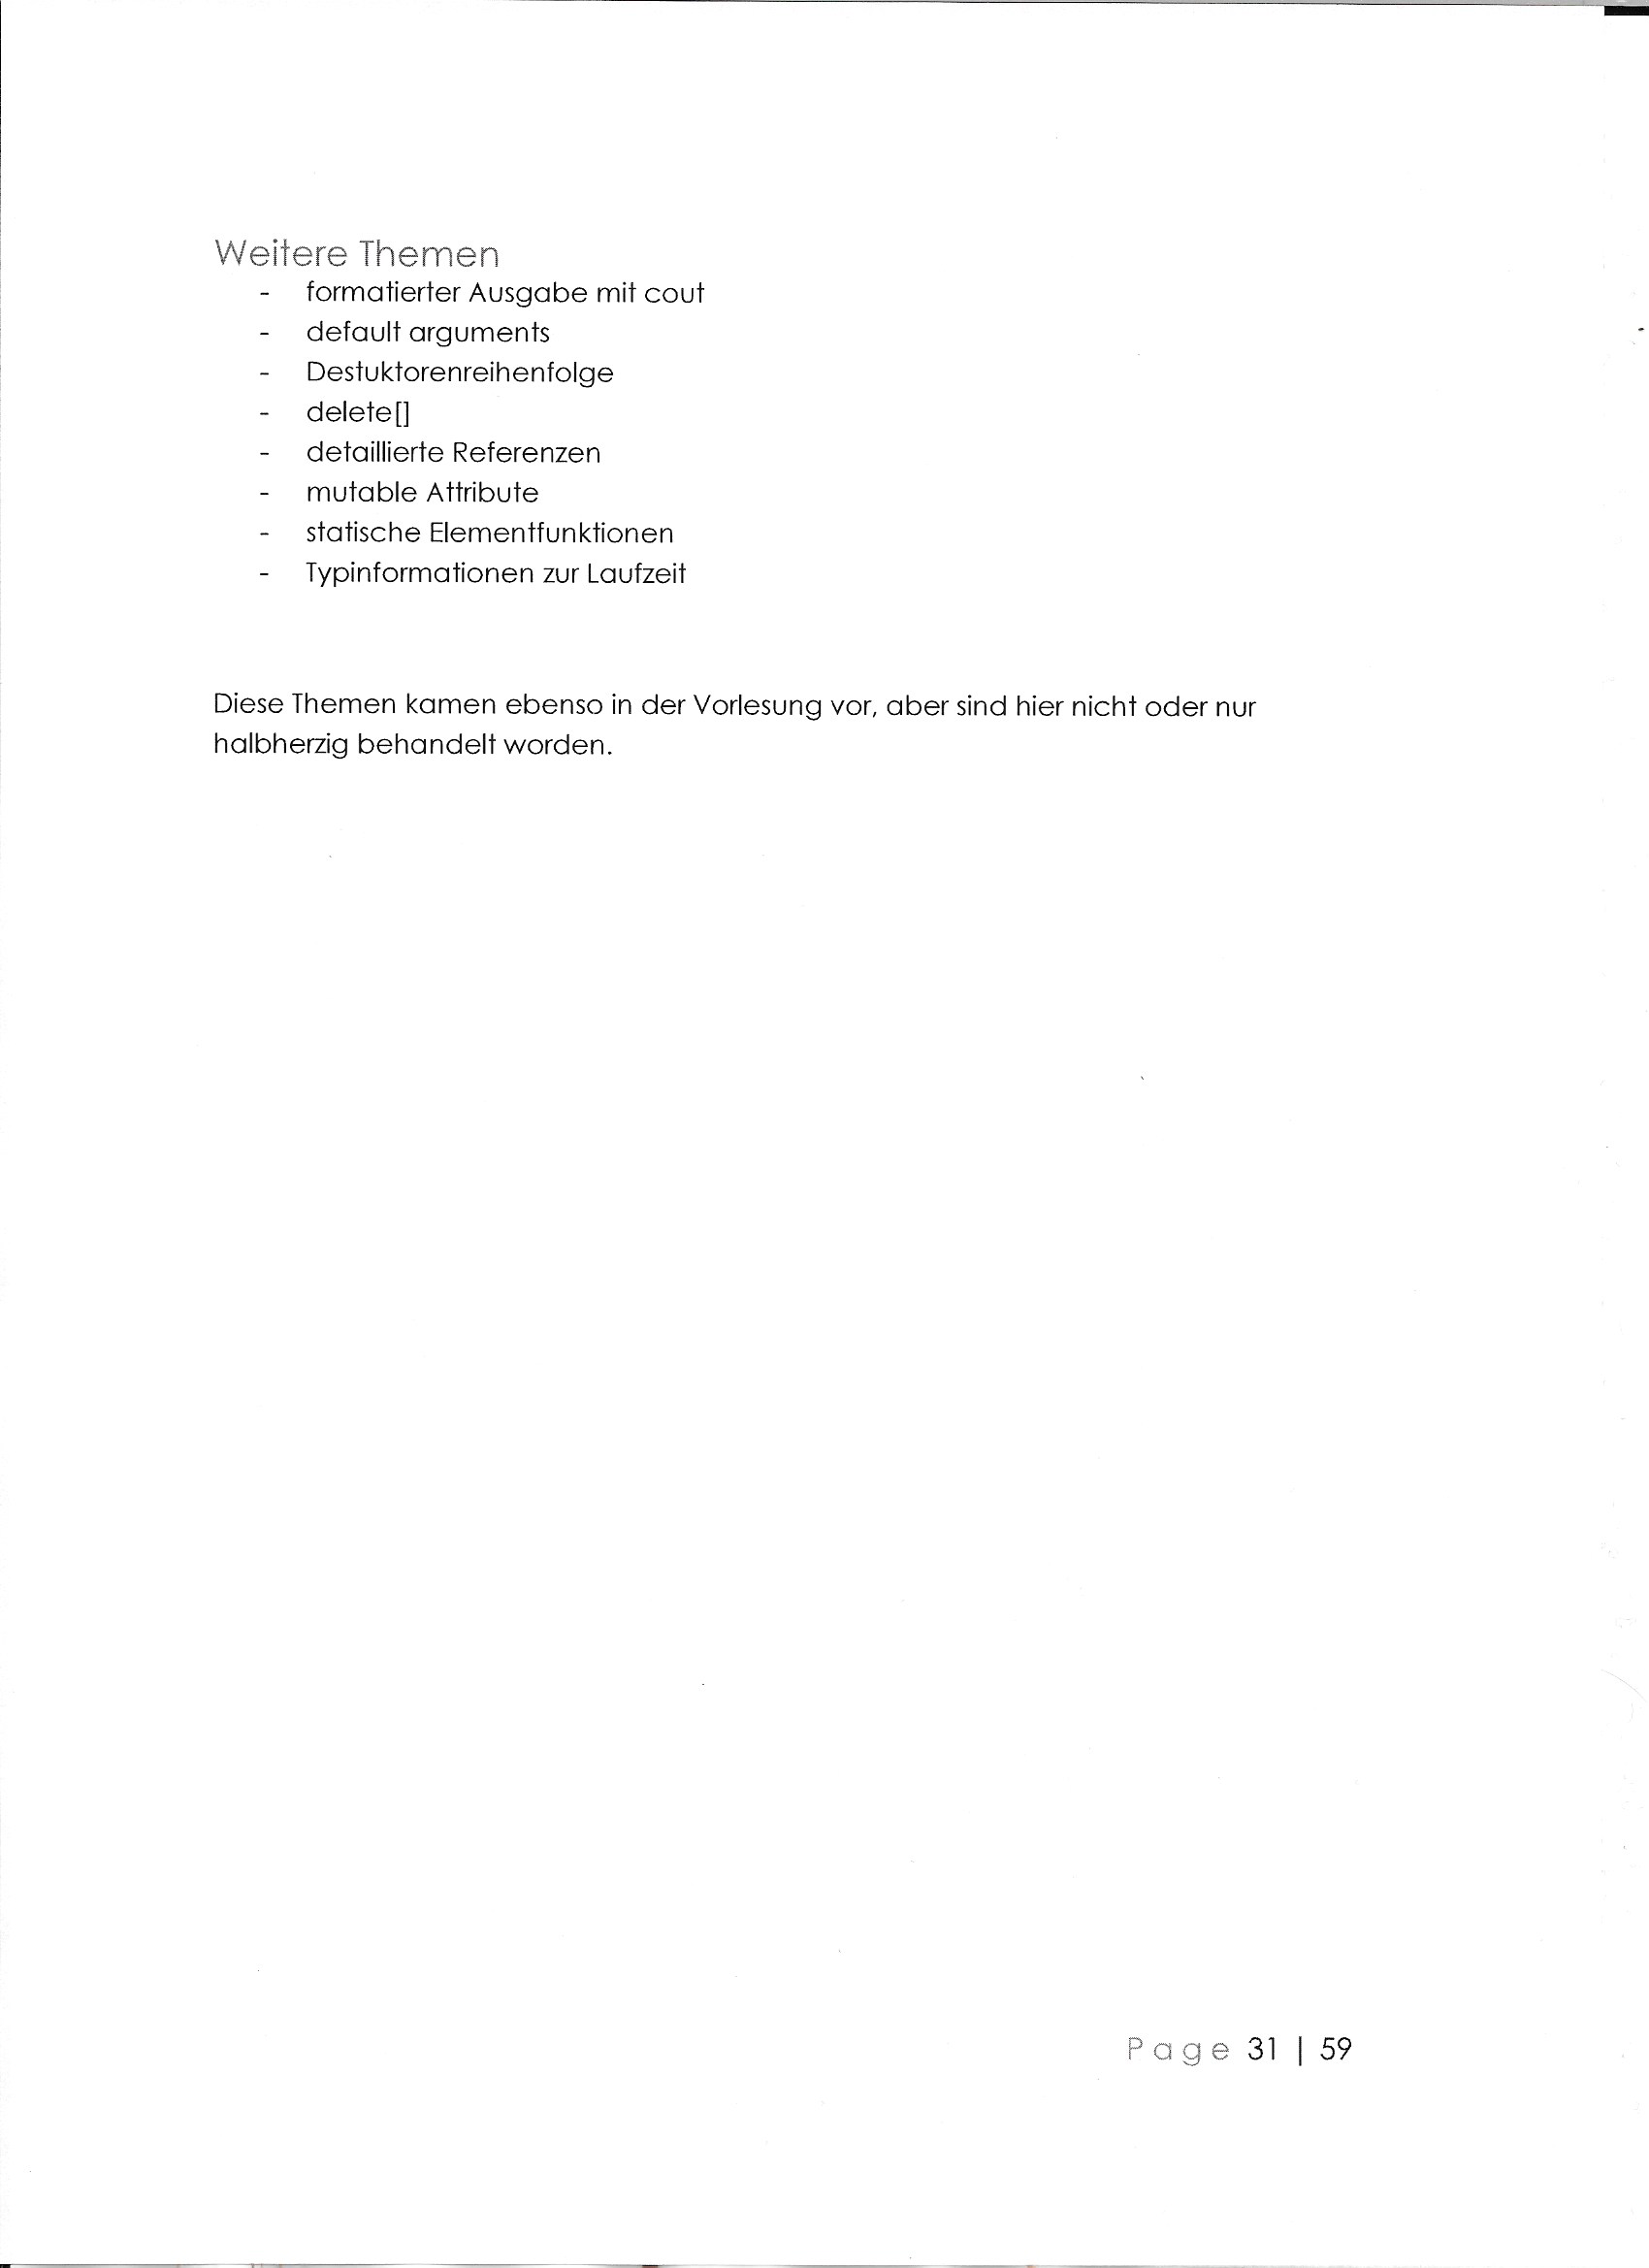 Weitere Themen
- formatierter Ausgabe mit cout
- default arguments
- Destuktorenreihenfolge
- delete[]
- detaillierte Referenzen
- mutable Attribute
- statische Elementfunktionen
- Typinformationen zur Laufzeit
Diese Themen kamen ebenso in der Vorlesung vor, aber sind hier nicht oder nur
halbherzig behandelt worden.
Page 31 | 59